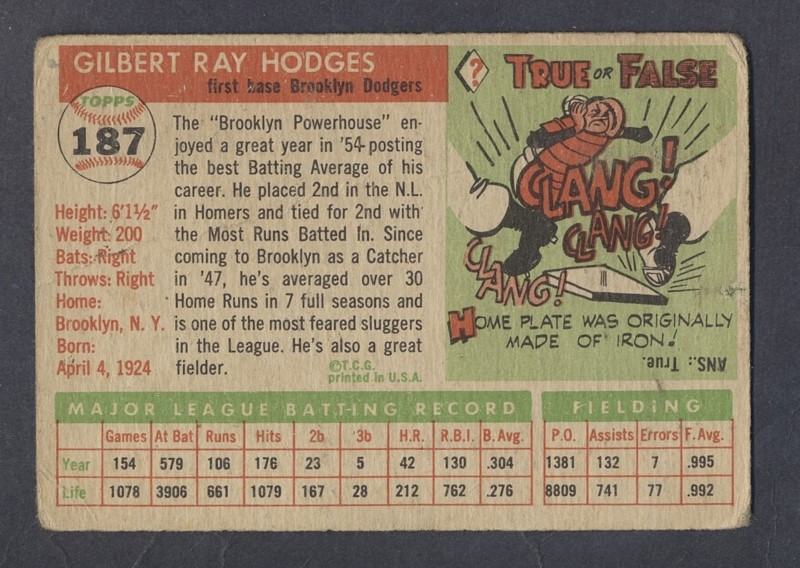 GILBERT RAY HODGES
first base Brooklyn Dodgers
TOPPS
187
Height: 6'1½"
Weight: 200
Bats: Right
Throws: Right
Home:
Brooklyn, N. Y.
Born:
April 4, 1924
The "Brooklyn Powerhouse" en-
joyed a great year in '54-posting
the best Batting Average of his
career. He placed 2nd in the N.L.
in Homers and tied for 2nd with
the Most Runs Batted In. Since
coming to Brooklyn as a Catcher
in '47, he's averaged over 30
Home Runs in 7 full seasons and
is one of the most feared sluggers
in the League. He's also a great
fielder.
©T.C.G.
printed in U.S.A.
?
TRUE OR FALSE
CLANG!
CLANG!
CLANG!
HOME PLATE WAS ORIGINALLY
MADE OF IRON!
ANS.: True.
MAJOR LEAGUE BATTING RECORD
FIELDING
Games At Bat Runs Hits 2b 3b H.R. R.B.I. B. Avg. P.O. Assists Errors F. Avg.
Year 154 579 106 176 23 5 42 130 .304 1381 132 7 .995
Life 1078 3906 661 1079 167 28 212 762 .276 8809 741 77 .992